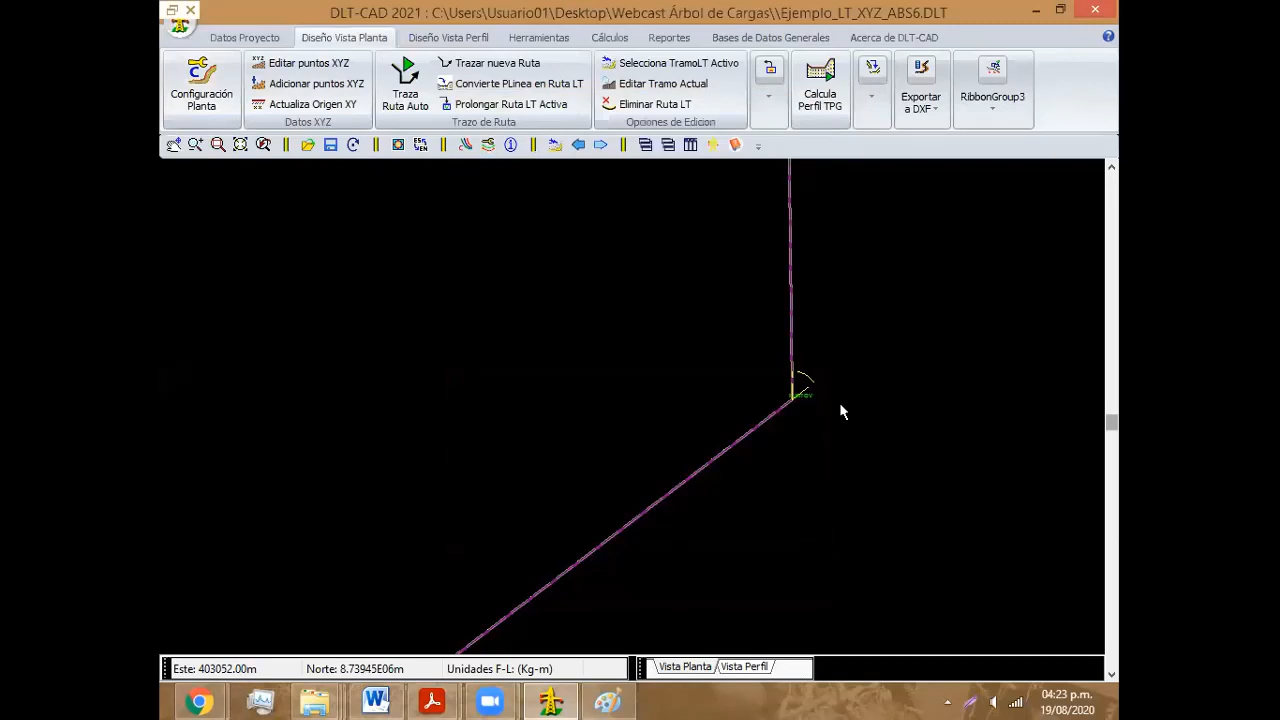 DLT-CAD 2021 : C:\Users\Usuario01\Desktop\Webcast Árbol de Cargas\\Ejemplo_LT_XYZ_ABS6.DLT
Datos Proyecto Diseño Vista Planta Diseño Vista Perfil Herramientas Cálculos Reportes Bases de Datos Generales Acerca de DLT-CAD
Configuración Planta
Editar puntos XYZ
Adicionar puntos XYZ
Actualiza Origen XY
Datos XYZ
Traza Ruta Auto
Trazar nueva Ruta
Convierte PLinea en Ruta LT
Prolongar Ruta LT Activa
Trazo de Ruta
Selecciona TramoLT Activo
Editar Tramo Actual
Eliminar Ruta LT
Opciones de Edicion
Calcula Perfil TPG
Exportar a DXF
RibbonGroup3
Este: 403052.00m Norte: 8.73945E06m Unidades F-L: (Kg-m) Vista Planta Vista Perfil
04:23 p.m.
19/08/2020